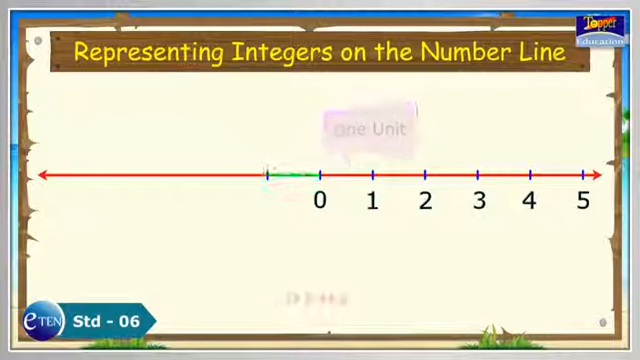 Topper
Education
Representing Integers on the Number Line
One Unit
0 1 2 3 4 5
eTEN
Std - 06